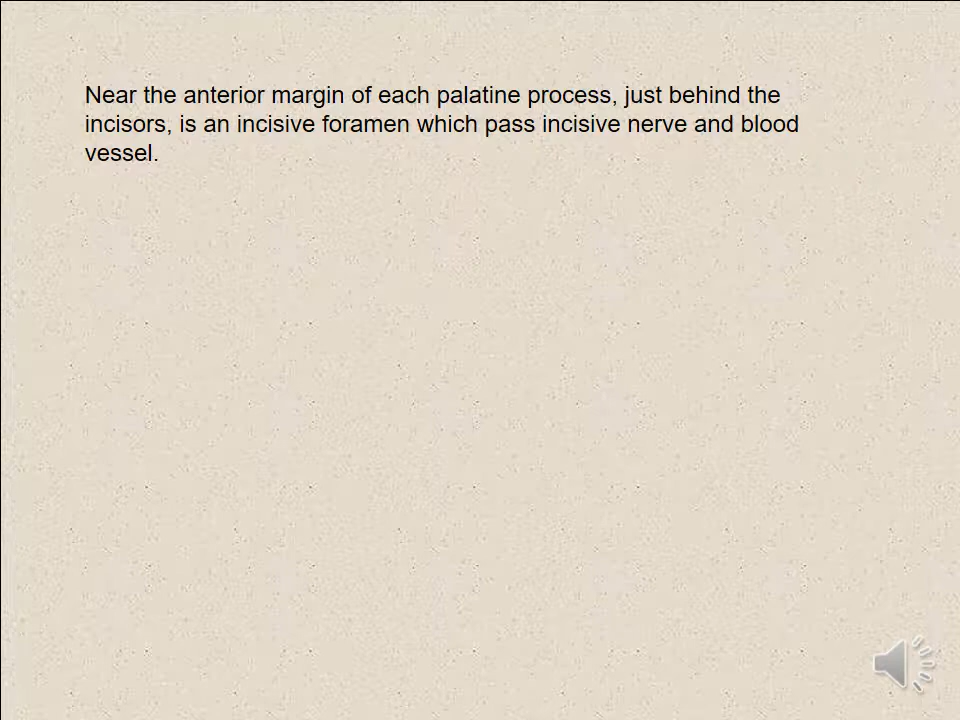 Near the anterior margin of each palatine process, just behind the
incisors, is an incisive foramen which pass incisive nerve and blood
vessel.